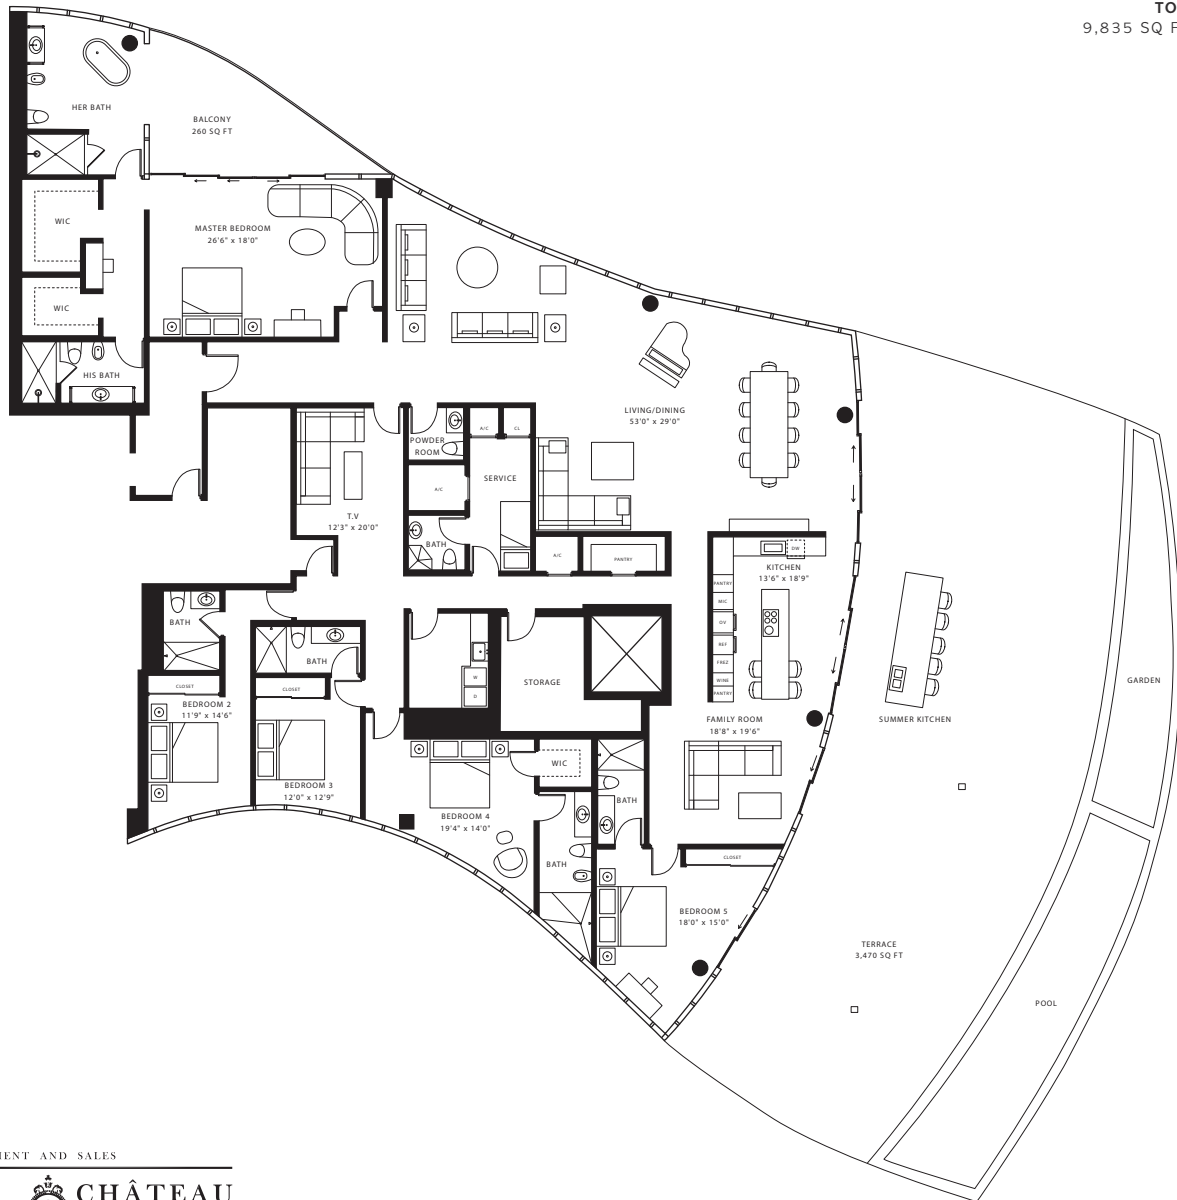 TO
9,835 SQ F
HER BATH
BALCONY
260 SQ FT
WIC
MASTER BEDROOM
26'6" x 18'0"
WIC
HIS BATH
LIVING/DINING
53'0" x 29'0"
POWDER
ROOM
A/C
CL
SERVICE
A/C
T.V
12'3" x 20'0"
BATH
A/C
PANTRY
DW
KITCHEN
13'6" x 18'9"
PANTRY
MIC
OV
REF
FREZ
WINE
PANTRY
BATH
BATH
CLOSET
CLOSET
W
D
STORAGE
GARDEN
BEDROOM 2
11'9" x 14'6"
FAMILY ROOM
18'8" x 19'6"
SUMMER KITCHEN
WIC
BEDROOM 3
12'0" x 12'9"
BATH
BEDROOM 4
19'4" x 14'0"
BATH
CLOSET
BEDROOM 5
18'0" x 15'0"
TERRACE
3,470 SQ FT
POOL
MENT AND SALES
CHÂTEAU